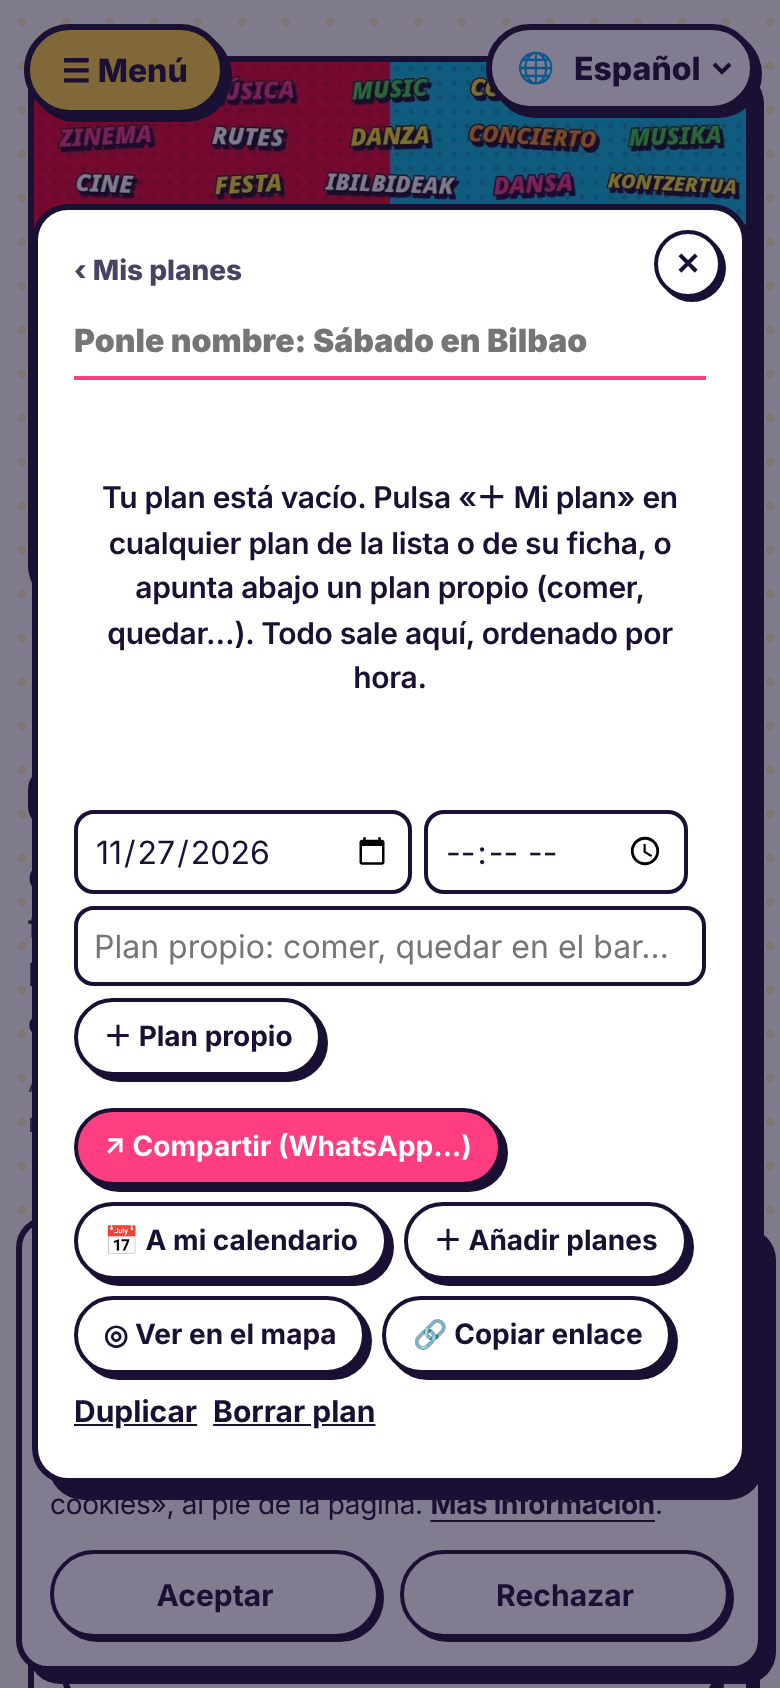 ☰ Menú
🌐 Español
MÚSICA MUSIC
ZINEMA RUTES DANZA CONCIERTO MUSIKA
CINE FESTA IBILBIDEAK DANSA KONTZERTUA
‹ Mis planes
✕
Ponle nombre: Sábado en Bilbao
Tu plan está vacío. Pulsa «＋ Mi plan» en
cualquier plan de la lista o de su ficha, o
apunta abajo un plan propio (comer,
quedar…). Todo sale aquí, ordenado por
hora.
11/27/2026 --:-- --
Plan propio: comer, quedar en el bar…
＋ Plan propio
↗ Compartir (WhatsApp…)
📅 A mi calendario ＋ Añadir planes
◎ Ver en el mapa 🔗 Copiar enlace
Duplicar Borrar plan
cookies», al pie de la página. Más información.
Aceptar Rechazar